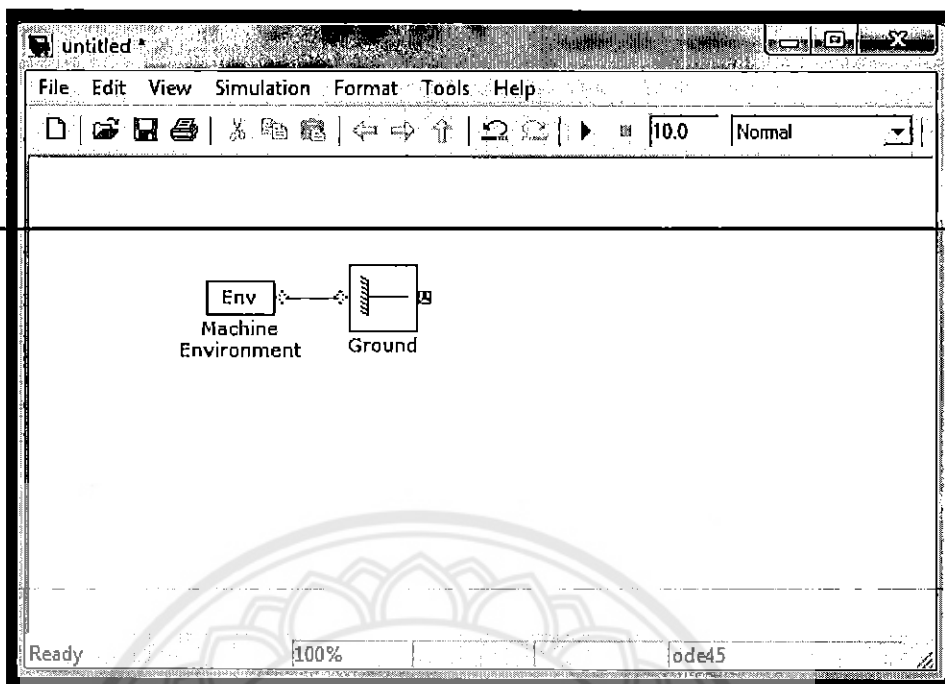 untitled *
File Edit View Simulation Format Tools Help
10.0 Normal
Env
Machine
Environment
Ground
Ready 100% ode45